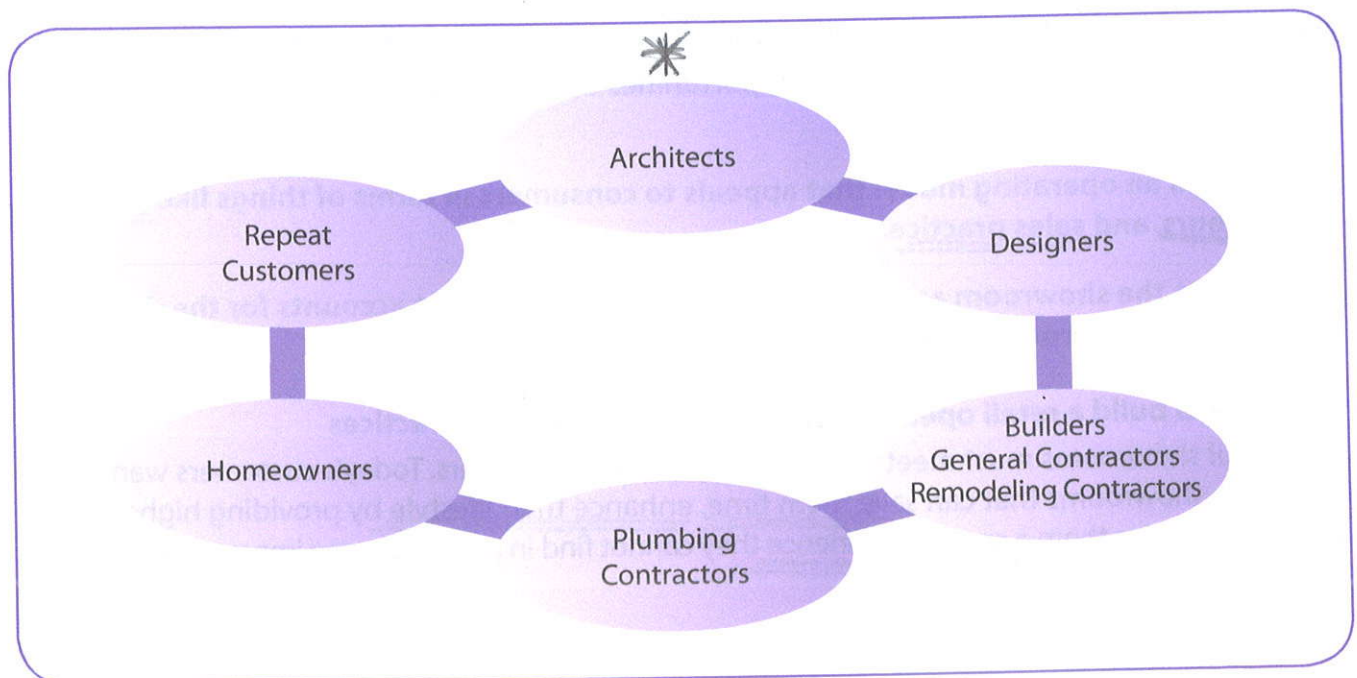 Architects
Designers
Builders
General Contractors
Remodeling Contractors
Plumbing
Contractors
Homeowners
Repeat
Customers